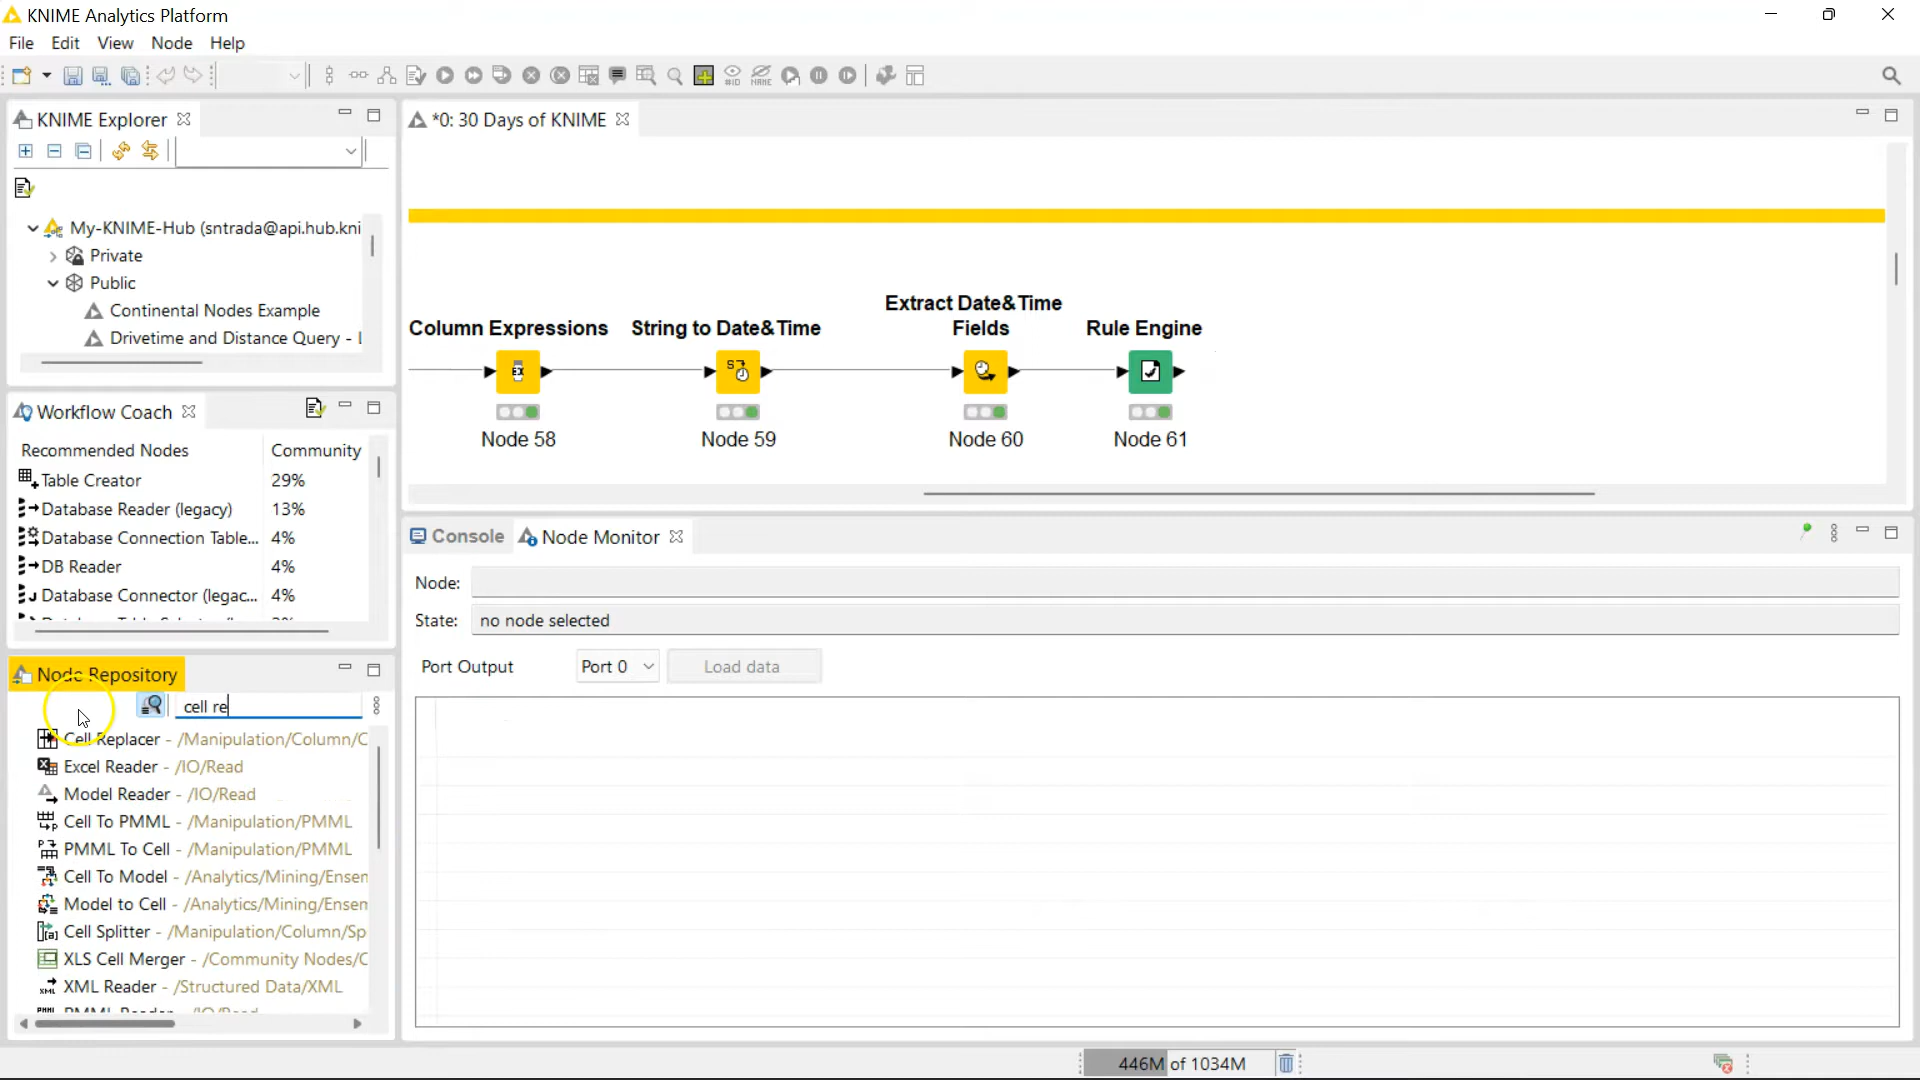 KNIME Analytics Platform
File Edit View Node Help
KNIME Explorer
My-KNIME-Hub (sntrada@api.hub.kni
Private
Public
Continental Nodes Example
Drivetime and Distance Query -
Workflow Coach
Recommended Nodes Community
Table Creator 29%
Database Reader (legacy) 13%
Database Connection Table... 4%
DB Reader 4%
Database Connector (legac... 4%
Node Repository
cell re
Cell Replacer - /Manipulation/Column/C
Excel Reader - /IO/Read
Model Reader - /IO/Read
Cell To PMML - /Manipulation/PMML
PMML To Cell - /Manipulation/PMML
Cell To Model - /Analytics/Mining/Ensen
Model to Cell - /Analytics/Mining/Ensen
Cell Splitter - /Manipulation/Column/Sp
XLS Cell Merger - /Community Nodes/C
XML Reader - /Structured Data/XML
*0: 30 Days of KNIME
Extract Date&Time
Column Expressions String to Date&Time Fields Rule Engine
Node 58 Node 59 Node 60 Node 61
Console Node Monitor
Node:
State: no node selected
Port Output Port 0 Load data
446M of 1034M